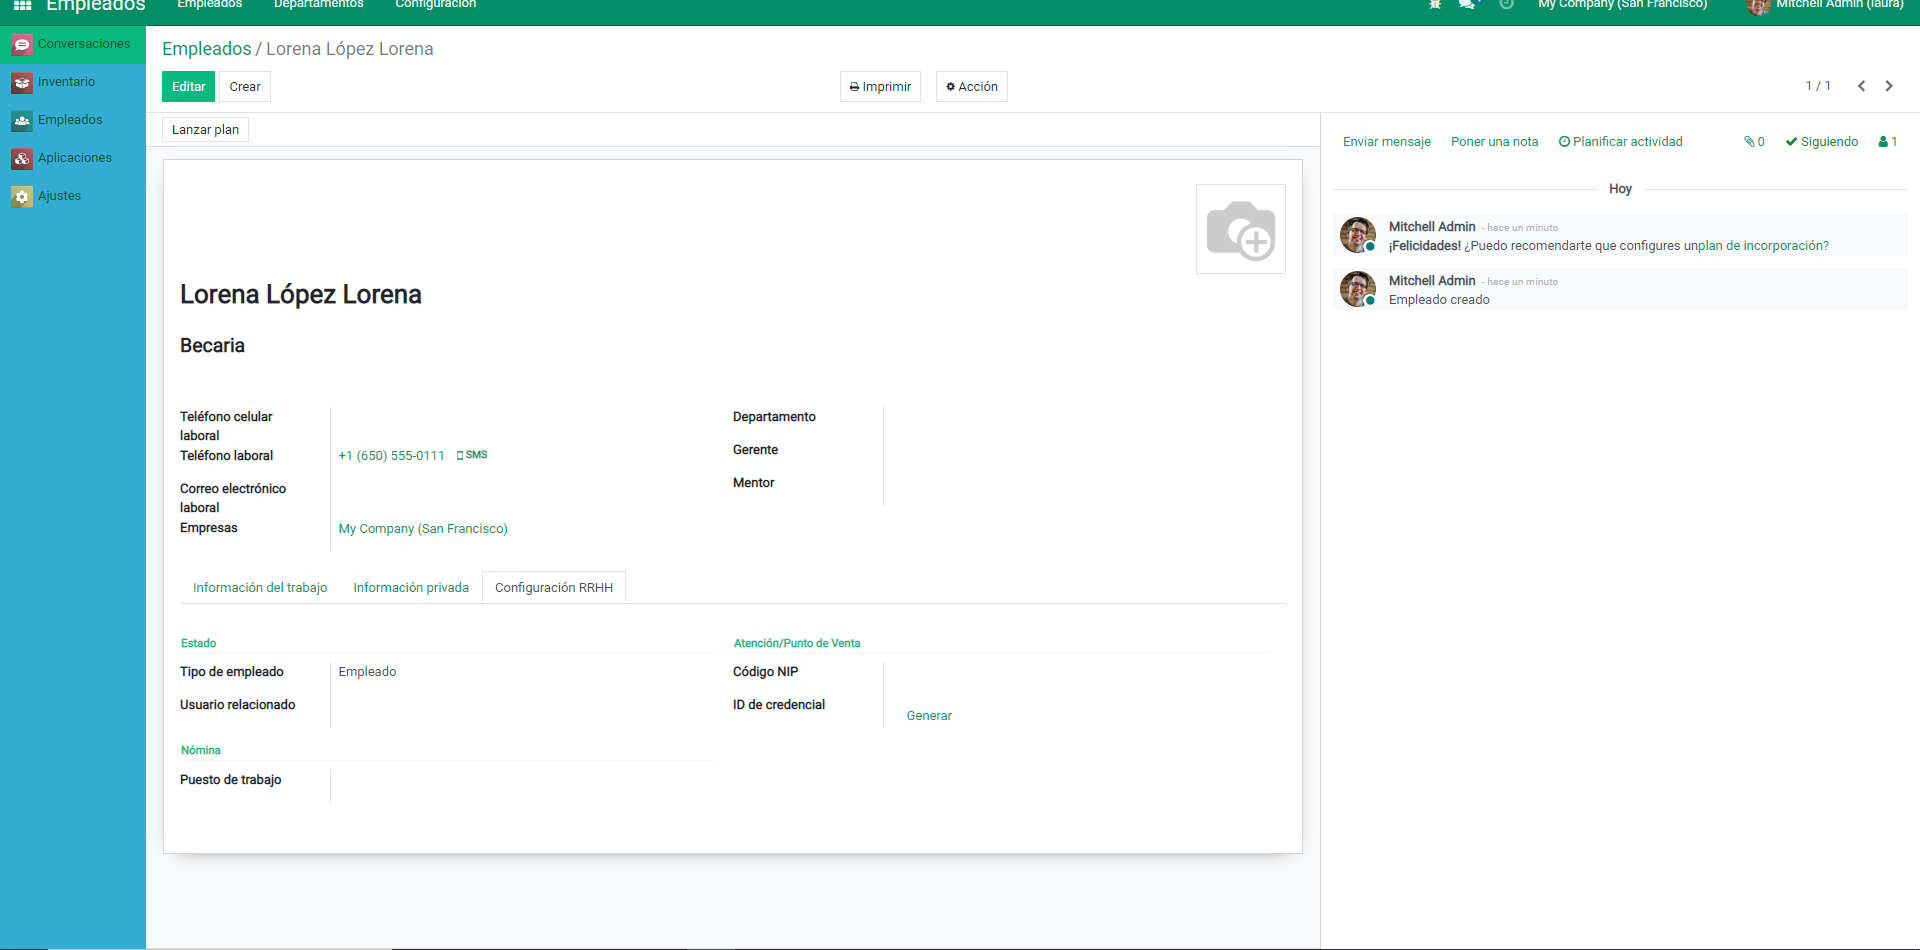 Empleados
Empleados
Departamentos
Configuración
My Company (San Francisco)
Mitchell Admin (laura)
Conversaciones
Inventario
Empleados
Aplicaciones
Ajustes
Empleados / Lorena López Lorena
Editar
Crear
Imprimir
Acción
1 / 1
Lanzar plan
Lorena López Lorena
Becaria
Teléfono celular
laboral
Teléfono laboral
+1 (650) 555-0111
SMS
Correo electrónico
laboral
Empresas
My Company (San Francisco)
Departamento
Gerente
Mentor
Información del trabajo
Información privada
Configuración RRHH
Estado
Tipo de empleado
Empleado
Usuario relacionado
Atención/Punto de Venta
Código NIP
ID de credencial
Generar
Nómina
Puesto de trabajo
Enviar mensaje
Poner una nota
Planificar actividad
0
Siguiendo
1
Hoy
Mitchell Admin - hace un minuto
¡Felicidades! ¿Puedo recomendarte que configures unplan de incorporación?
Mitchell Admin - hace un minuto
Empleado creado